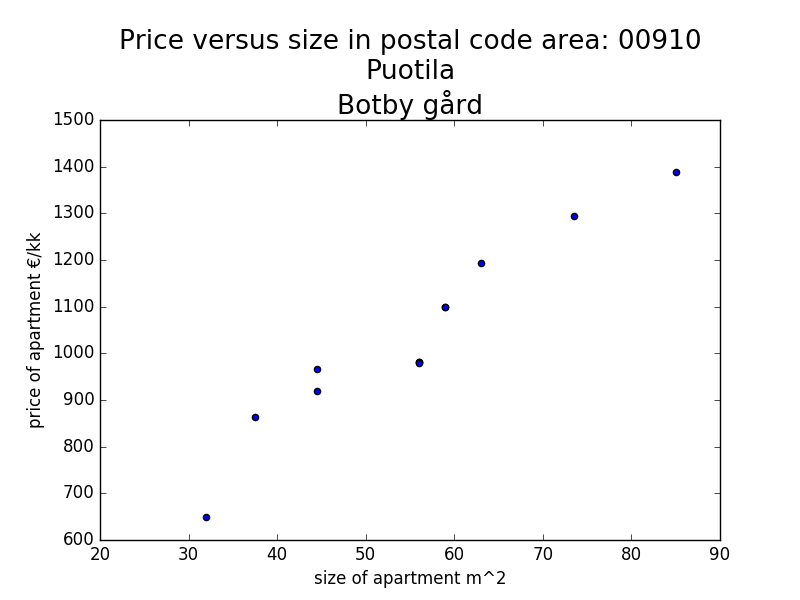 Price versus size in postal code area: 00910
Puotila
Botby gård
1500
1400
1300
1200
1100
1000
900
800
700
600
price of apartment €/kk
20 30 40 50 60 70 80 90
size of apartment m^2